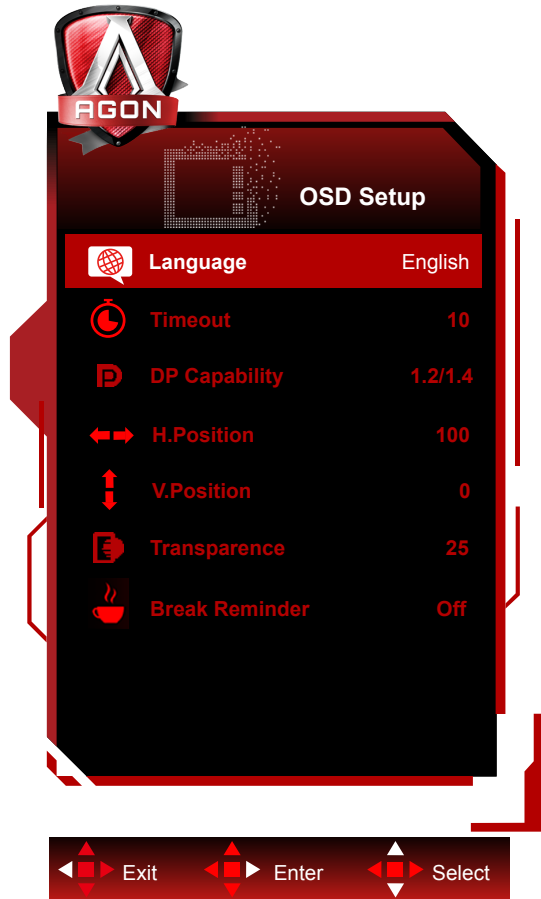 AGON
OSD Setup
Language English
Timeout 10
DP Capability 1.2/1.4
H.Position 100
V.Position 0
Transparence 25
Break Reminder Off
Exit Enter Select